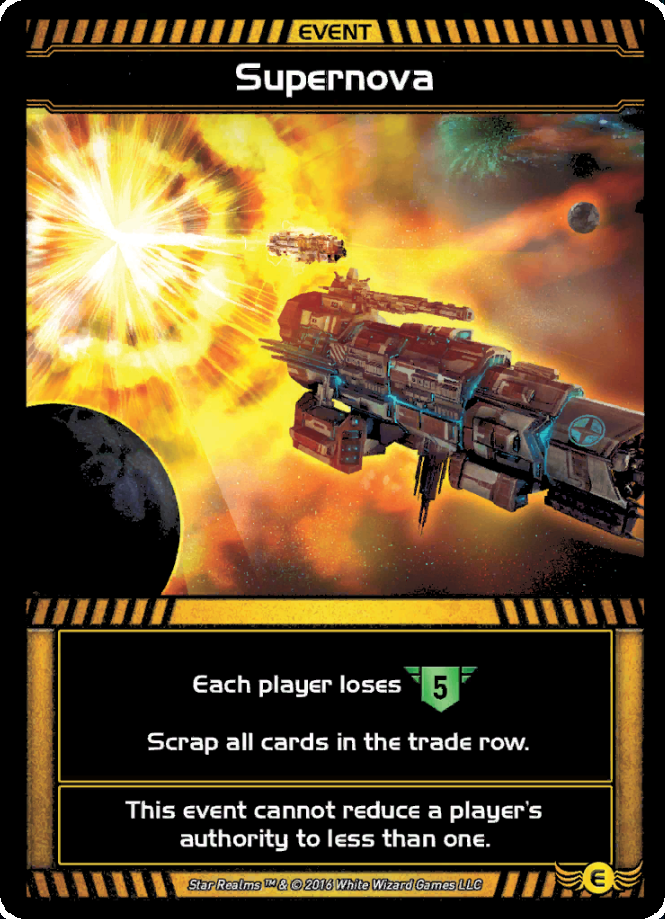 EVENT
Supernova
Each player loses 5
Scrap all cards in the trade row.
This event cannot reduce a player's
authority to less than one.
Star Realms ™ & © 2016 White Wizard Games LLC
E